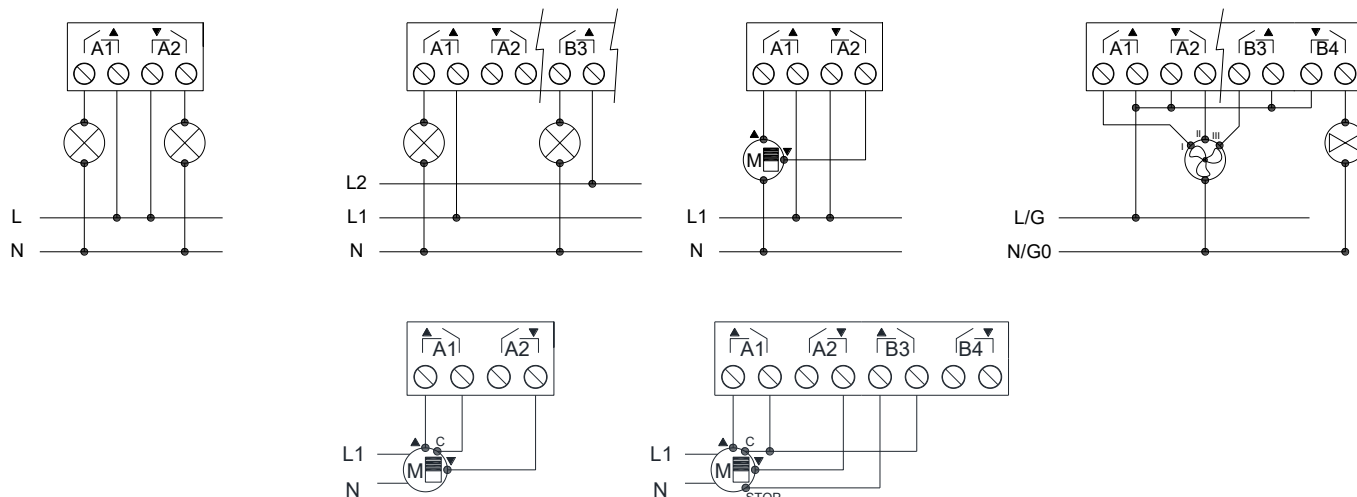 A1 A2
L
N
A1 A2 B3
L2
L1
N
A1 A2
M
L1
N
A1 A2 B3 B4
I II III
L/G
N/G0
A1 A2
C
L1
M
N
A1 A2 B3 B4
C
L1
M
N
STOP